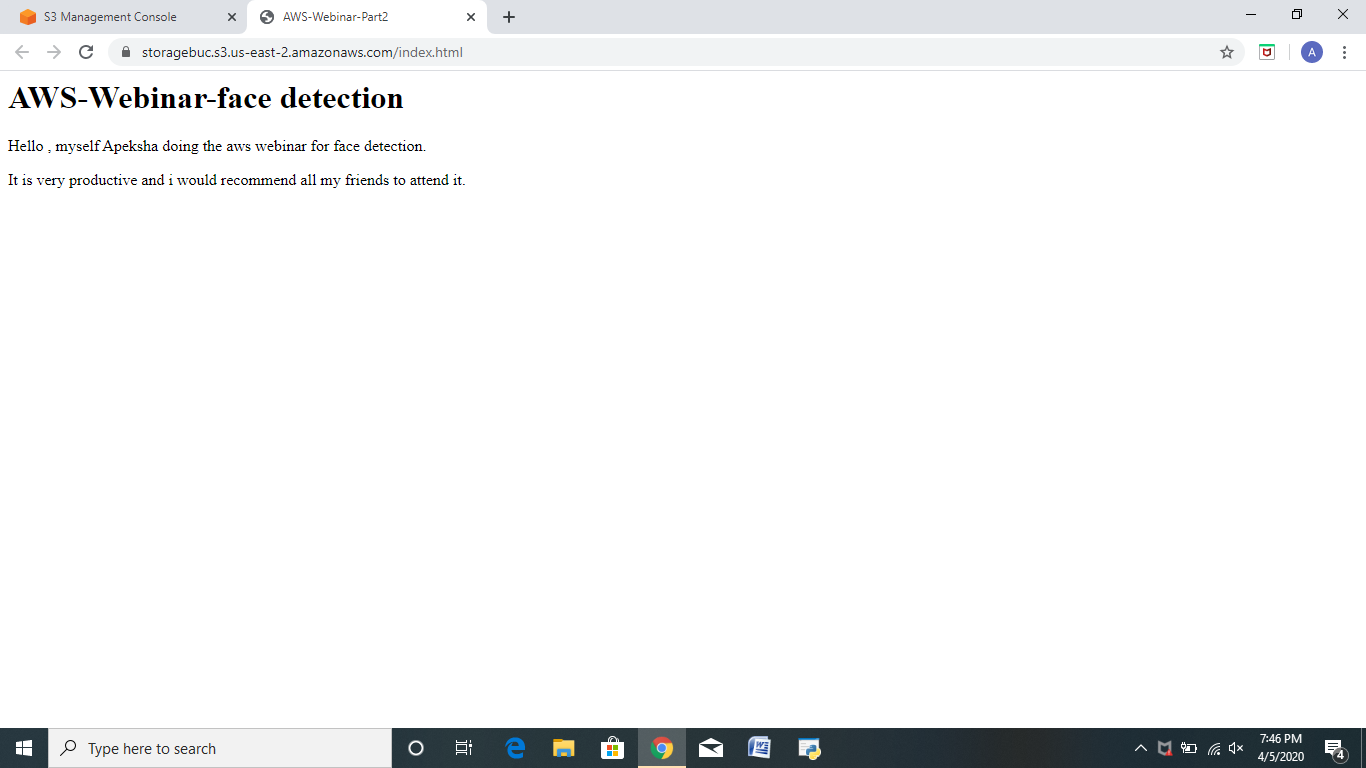 S3 Management Console
AWS-Webinar-Part2
storagebuc.s3.us-east-2.amazonaws.com/index.html
A
AWS-Webinar-face detection
Hello , myself Apeksha doing the aws webinar for face detection.
It is very productive and i would recommend all my friends to attend it.
Type here to search
7:46 PM
4/5/2020
4